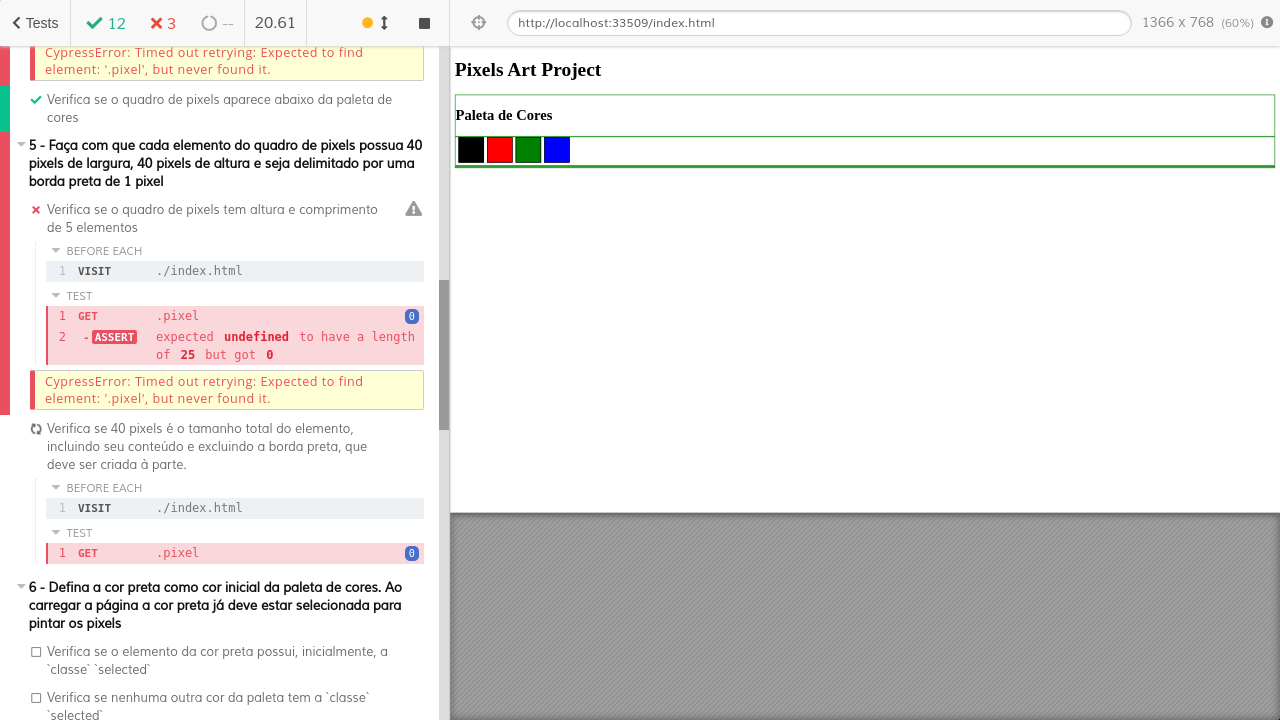 Tests 12 3 -- 20.61
http://localhost:33509/index.html 1366 x 768 (60%)
CypressError: Timed out retrying: Expected to find
element: '.pixel', but never found it.
Verifica se o quadro de pixels aparece abaixo da paleta de
cores
5 - Faça com que cada elemento do quadro de pixels possua 40
pixels de largura, 40 pixels de altura e seja delimitado por uma
borda preta de 1 pixel
Verifica se o quadro de pixels tem altura e comprimento
de 5 elementos
BEFORE EACH
1 VISIT ./index.html
TEST
1 GET .pixel 0
2 -ASSERT expected undefined to have a length
of 25 but got 0
CypressError: Timed out retrying: Expected to find
element: '.pixel', but never found it.
Verifica se 40 pixels é o tamanho total do elemento,
incluindo seu conteúdo e excluindo a borda preta, que
deve ser criada à parte.
BEFORE EACH
1 VISIT ./index.html
TEST
1 GET .pixel 0
6 - Defina a cor preta como cor inicial da paleta de cores. Ao
carregar a página a cor preta já deve estar selecionada para
pintar os pixels
Verifica se o elemento da cor preta possui, inicialmente, a
`classe` `selected`
Verifica se nenhuma outra cor da paleta tem a `classe`
`selected`
Pixels Art Project
Paleta de Cores